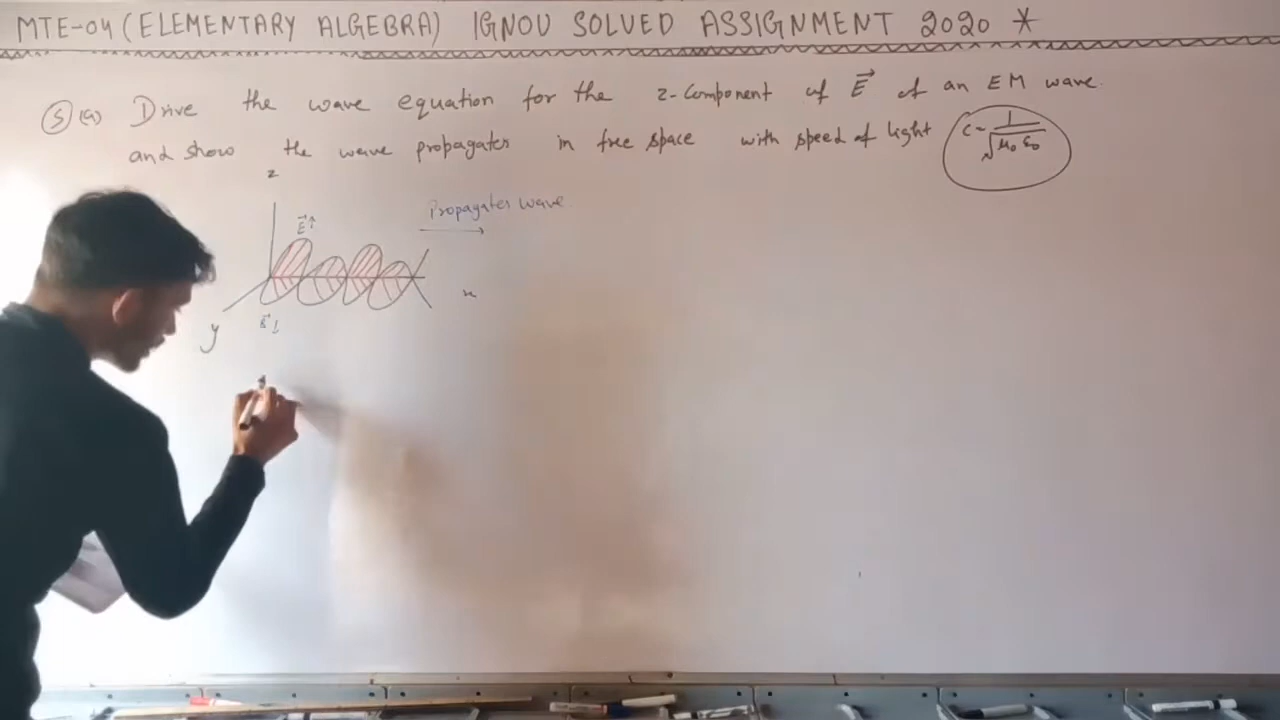 MTE-04 (ELEMENTARY ALGEBRA) IGNOU SOLVED ASSIGNMENT 2020 *
5 (a) Drive the wave equation for the z-Component of E⃗ of an EM wave.
and show the wave propagates in free space with speed of light c = 1/√μ₀ε₀
z
Propagates wave
E⃗↑
x
y